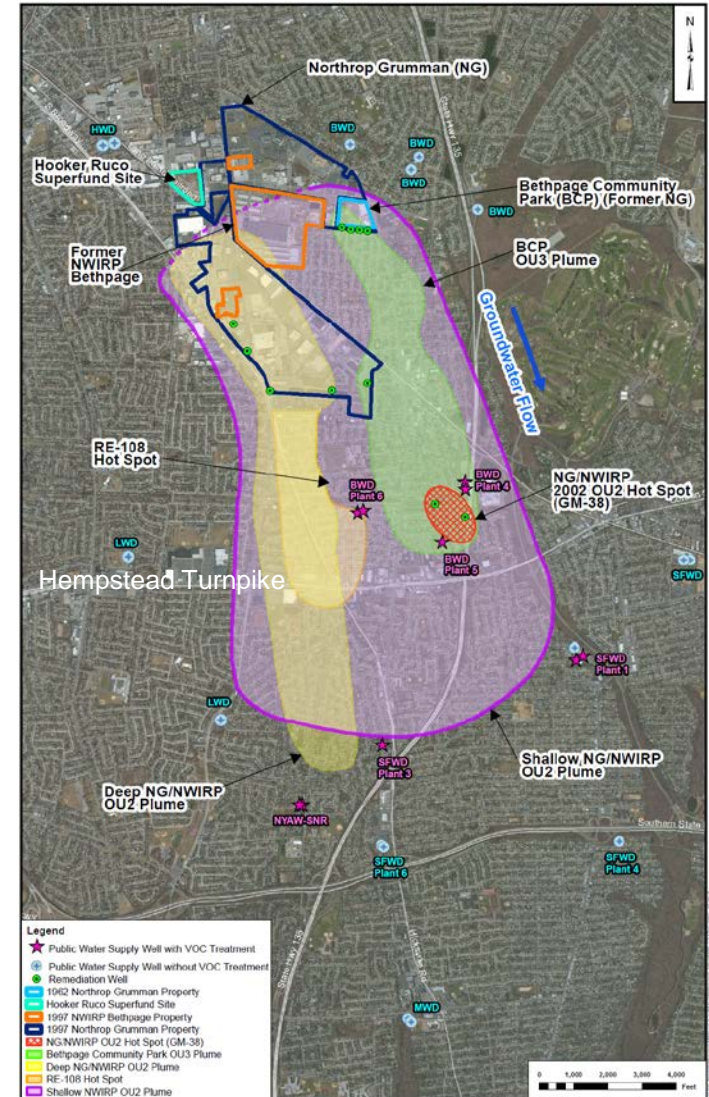 N
Northrop Grumman (NG)
HWD
BWD
BWD
BWD
State Hwy 135
Hooker Ruco
Superfund Site
Bethpage Community
Park (BCP) (Former NG)
BWD
Former
NWIRP
Bethpage
BCP
OU3 Plume
Groundwater Flow
RE-108
Hot Spot
BWD
Plant 6
BWD
Plant 4
NG/NWIRP
2002 OU2 Hot Spot
(GM-38)
LWD
BWD
Plant 5
SFWD
Hempstead Turnpike
SFWD
Plant 1
LWD
Deep NG/NWIRP
OU2 Plume
SFWD
Plant 3
Shallow NG/NWIRP
OU2 Plume
NYAW-SNR
Southern State
SFWD
Plant 6
SFWD
Plant 4
State Hwy 135
MWD
Legend
Public Water Supply Well with VOC Treatment
Public Water Supply Well without VOC Treatment
Remediation Well
1962 Northrop Grumman Property
Hooker Ruco Superfund Site
1997 NWIRP Bethpage Property
1997 Northrop Grumman Property
NG/NWIRP OU2 Hot Spot (GM-38)
Bethpage Community Park OU3 Plume
Deep NG/NWIRP OU2 Plume
RE-108 Hot Spot
Shallow NWIRP OU2 Plume
0 1,000 2,000 3,000 4,000
Feet